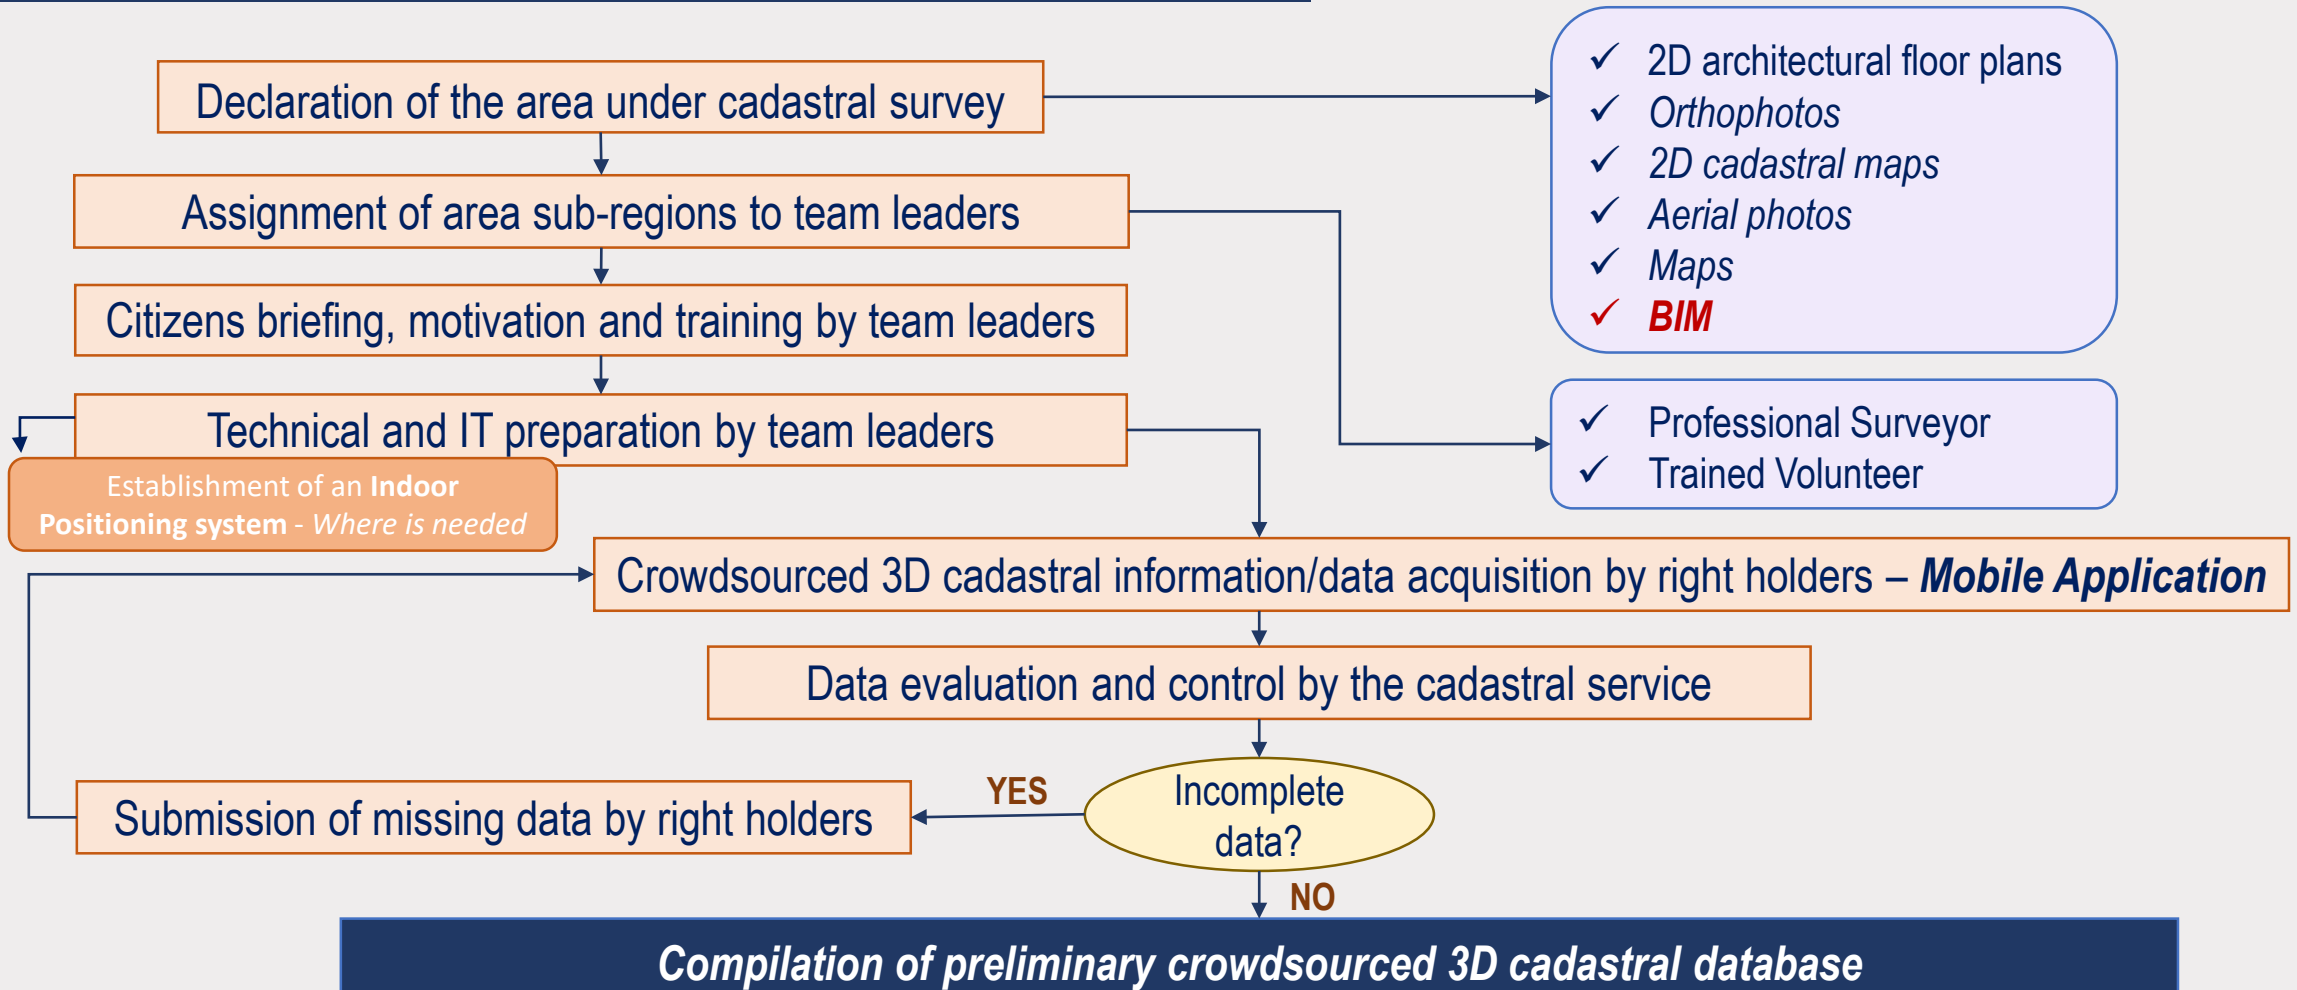 Declaration of the area under cadastral survey
✓ 2D architectural floor plans
✓ Orthophotos
✓ 2D cadastral maps
✓ Aerial photos
✓ Maps
✓ BIM
Assignment of area sub-regions to team leaders
Citizens briefing, motivation and training by team leaders
Technical and IT preparation by team leaders
✓ Professional Surveyor
✓ Trained Volunteer
Establishment of an Indoor
Positioning system - Where is needed
Crowdsourced 3D cadastral information/data acquisition by right holders – Mobile Application
Data evaluation and control by the cadastral service
Incomplete
data?
YES
Submission of missing data by right holders
NO
Compilation of preliminary crowdsourced 3D cadastral database